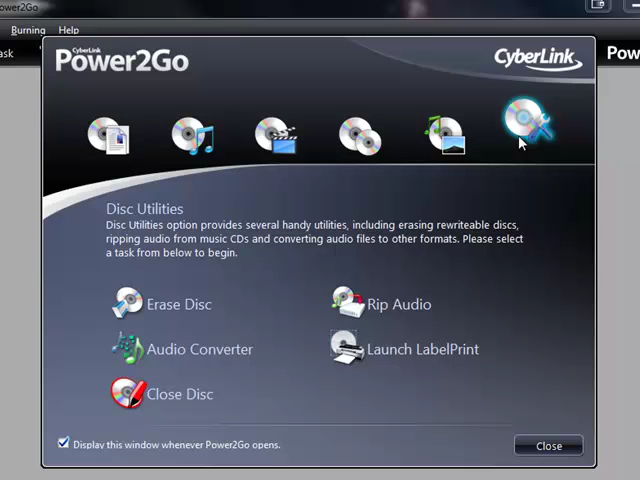 Power2Go
Burning Help
ask
CyberLink
Power2Go
CyberLink
Pow
Disc Utilities
Disc Utilities option provides several handy utilities, including erasing rewriteable discs,
ripping audio from music CDs and converting audio files to other formats. Please select
a task from below to begin.
Erase Disc
Rip Audio
Audio Converter
Launch LabelPrint
Close Disc
Display this window whenever Power2Go opens.
Close